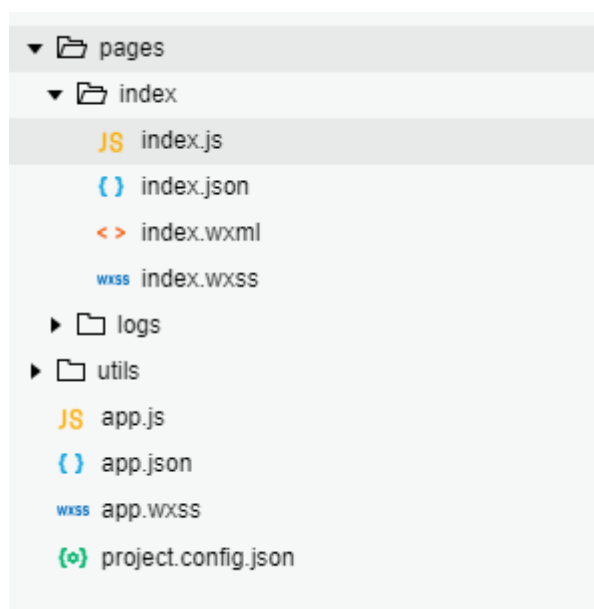 pages
index
JS index.js
{ } index.json
< > index.wxml
wxss index.wxss
logs
utils
JS app.js
{ } app.json
wxss app.wxss
{o} project.config.json